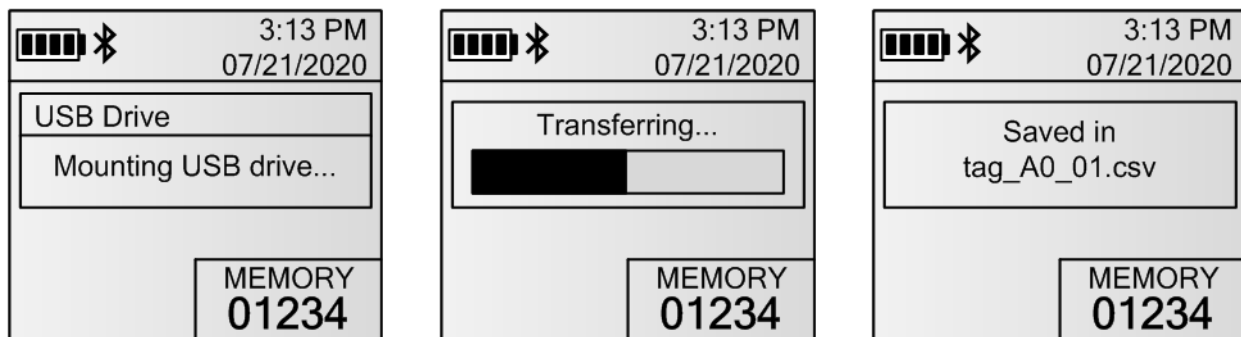 3:13 PM
07/21/2020
USB Drive
Mounting USB drive...
MEMORY
01234
3:13 PM
07/21/2020
Transferring...
MEMORY
01234
3:13 PM
07/21/2020
Saved in
tag_A0_01.csv
MEMORY
01234